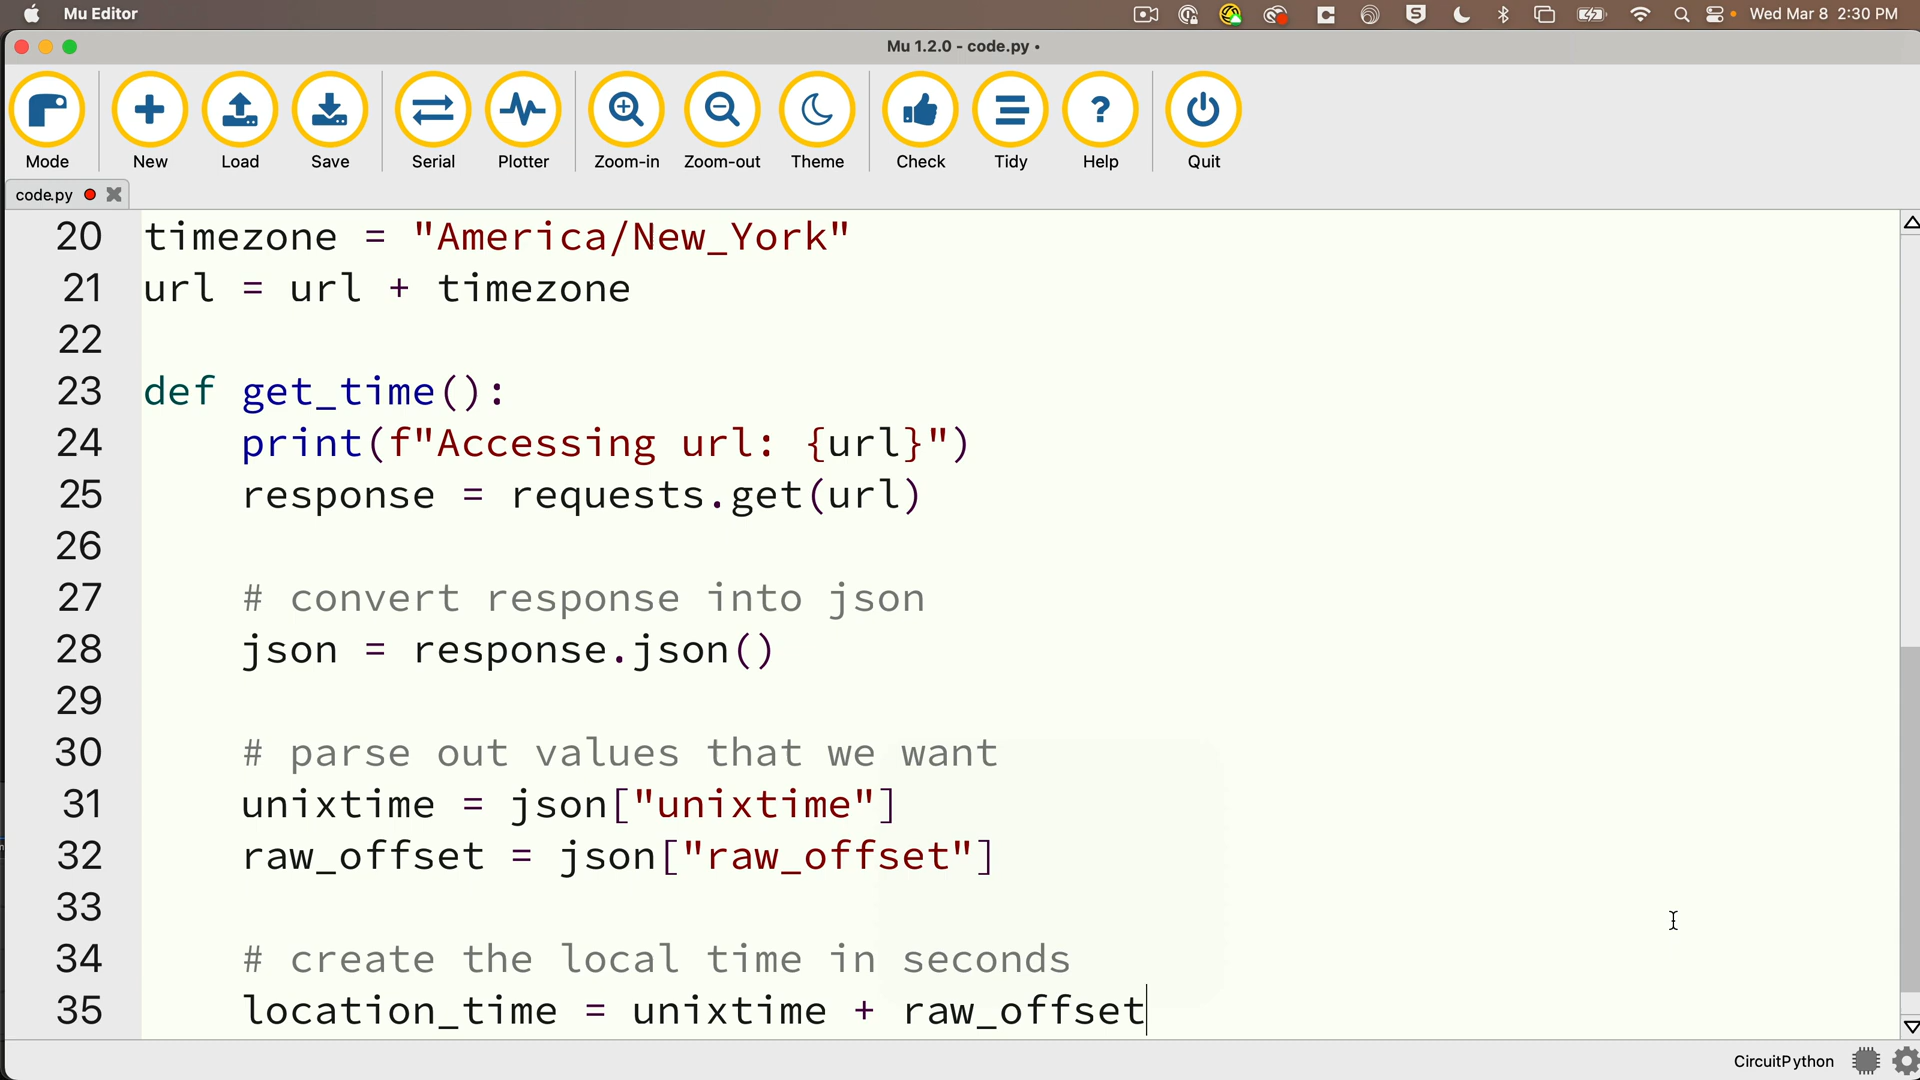 Mu Editor
Wed Mar 8 2:30 PM
Mu 1.2.0 - code.py •
Mode New Load Save Serial Plotter Zoom-in Zoom-out Theme Check Tidy Help Quit
code.py
20 timezone = "America/New_York"
21 url = url + timezone
22
23 def get_time():
24 print(f"Accessing url: {url}")
25 response = requests.get(url)
26
27 # convert response into json
28 json = response.json()
29
30 # parse out values that we want
31 unixtime = json["unixtime"]
32 raw_offset = json["raw_offset"]
33
34 # create the local time in seconds
35 location_time = unixtime + raw_offset
CircuitPython